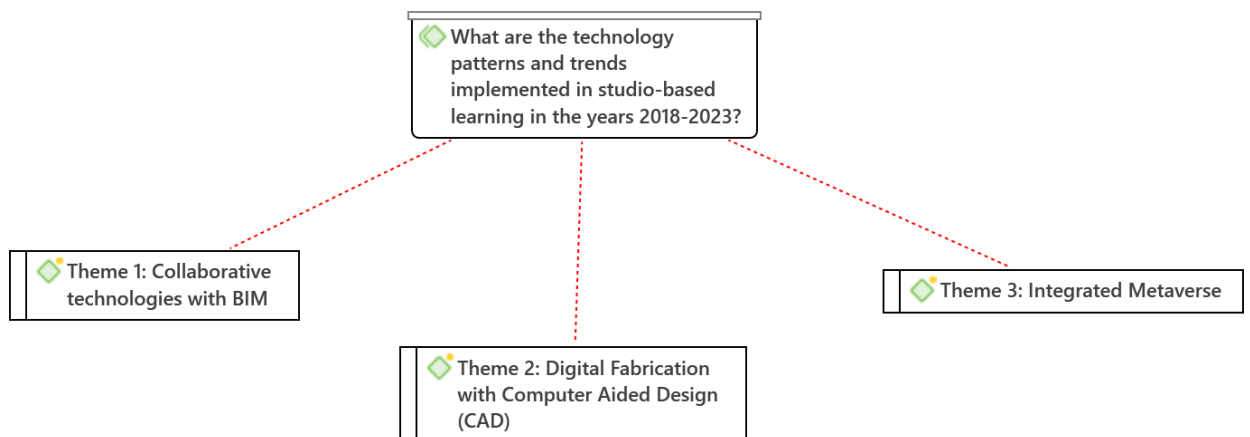 What are the technology
patterns and trends
implemented in studio-based
learning in the years 2018-2023?
Theme 1: Collaborative
technologies with BIM
Theme 3: Integrated Metaverse
Theme 2: Digital Fabrication
with Computer Aided Design
(CAD)